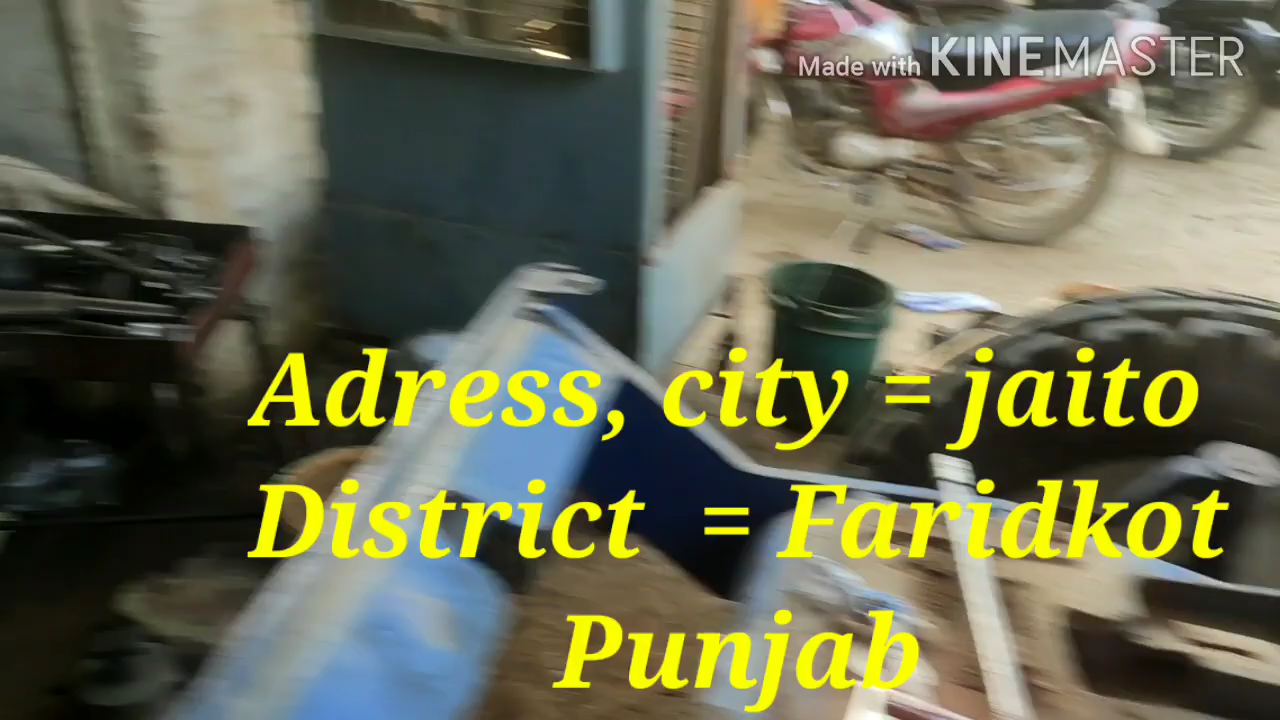 Made with KINEMASTER
Adress, city = jaito
District = Faridkot
Punjab